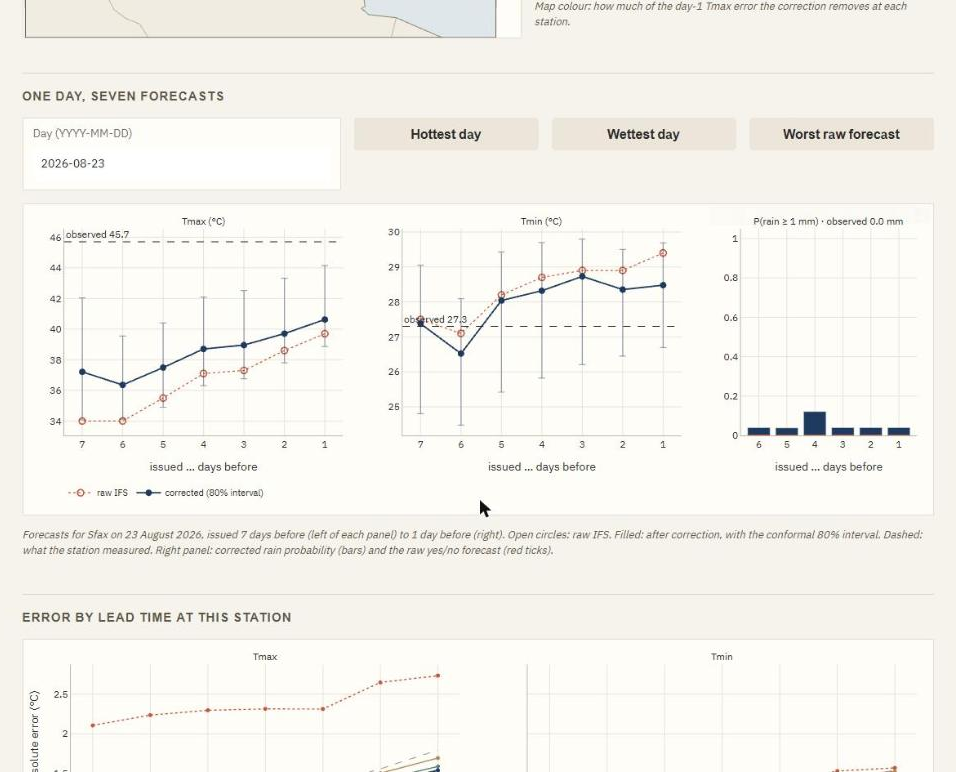 Map colour: how much of the day-1 Tmax error the correction removes at each
station.
ONE DAY, SEVEN FORECASTS
Day (YYYY-MM-DD)
2026-08-23
Hottest day
Wettest day
Worst raw forecast
Tmax (°C)
46
44
42
40
38
36
34
observed 45.7
7 6 5 4 3 2 1
issued ... days before
raw IFS
corrected (80% interval)
Tmin (°C)
30
29
28
27
26
25
observed 27.3
7 6 5 4 3 2 1
issued ... days before
P(rain ≥ 1 mm) · observed 0.0 mm
1
0.8
0.6
0.4
0.2
0
6 5 4 3 2 1
issued ... days before
Forecasts for Sfax on 23 August 2026, issued 7 days before (left of each panel) to 1 day before (right). Open circles: raw IFS. Filled: after correction, with the conformal 80% interval. Dashed:
what the station measured. Right panel: corrected rain probability (bars) and the raw yes/no forecast (red ticks).
ERROR BY LEAD TIME AT THIS STATION
Tmax
Tmin
2.5
2
1.5
solute error (°C)